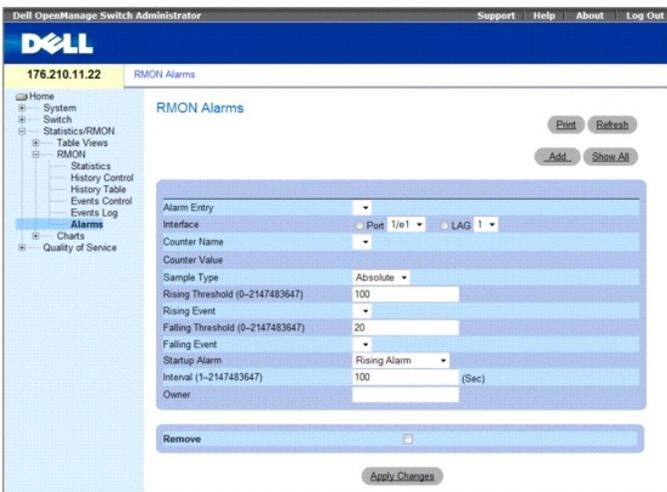 Dell OpenManage Switch Administrator
Support Help About Log Out
DELL
176.210.11.22
RMON Alarms
Home
System
Switch
Statistics/RMON
Table Views
RMON
Statistics
History Control
History Table
Events Control
Events Log
Alarms
Charts
Quality of Service
RMON Alarms
Print Refresh
Add Show All
Alarm Entry
Interface Port 1/e1 LAG 1
Counter Name
Counter Value
Sample Type Absolute
Rising Threshold (0–2147483647) 100
Rising Event
Falling Threshold (0–2147483647) 20
Falling Event
Startup Alarm Rising Alarm
Interval (1–2147483647) 100 (Sec)
Owner
Remove
Apply Changes